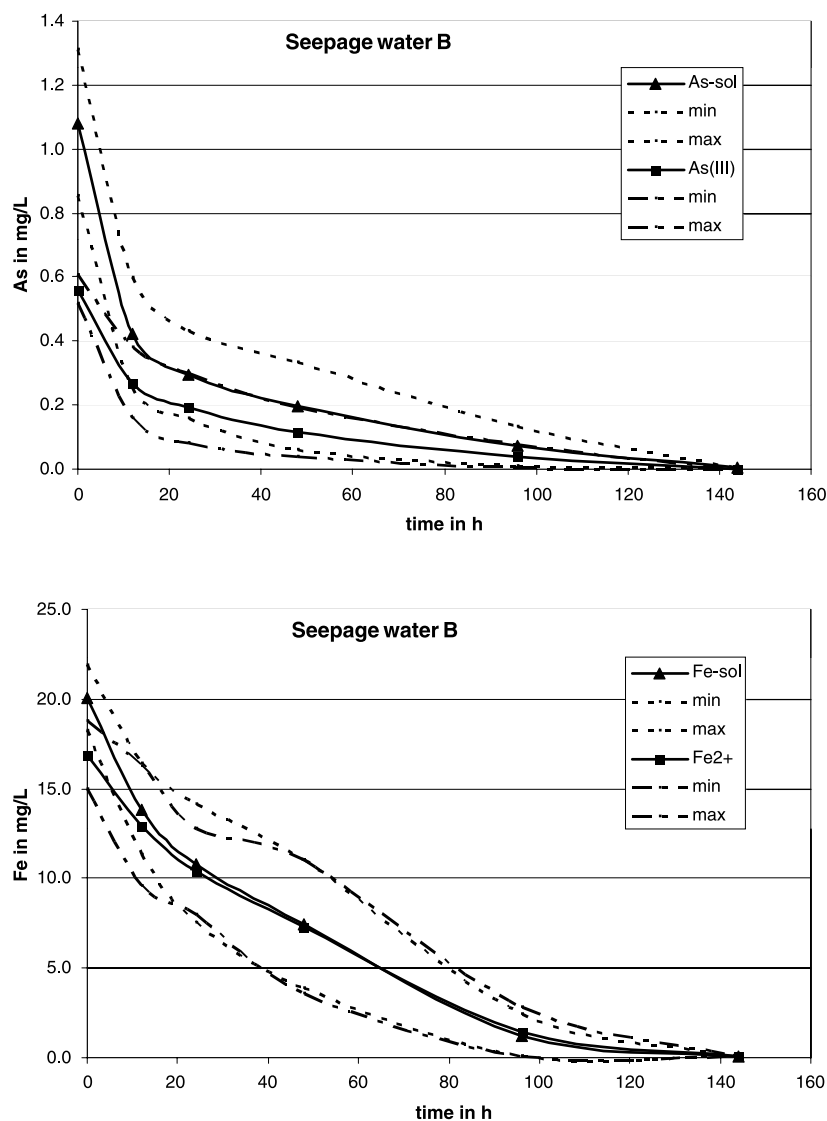 Seepage water B
1.4
1.2
1.0
0.8
0.6
0.4
0.2
0.0
As in mg/L
As-sol
min
max
As(III)
min
max
0 20 40 60 80 100 120 140 160
time in h
Seepage water B
25.0
20.0
15.0
10.0
5.0
0.0
Fe in mg/L
Fe-sol
min
max
Fe2+
min
max
0 20 40 60 80 100 120 140 160
time in h